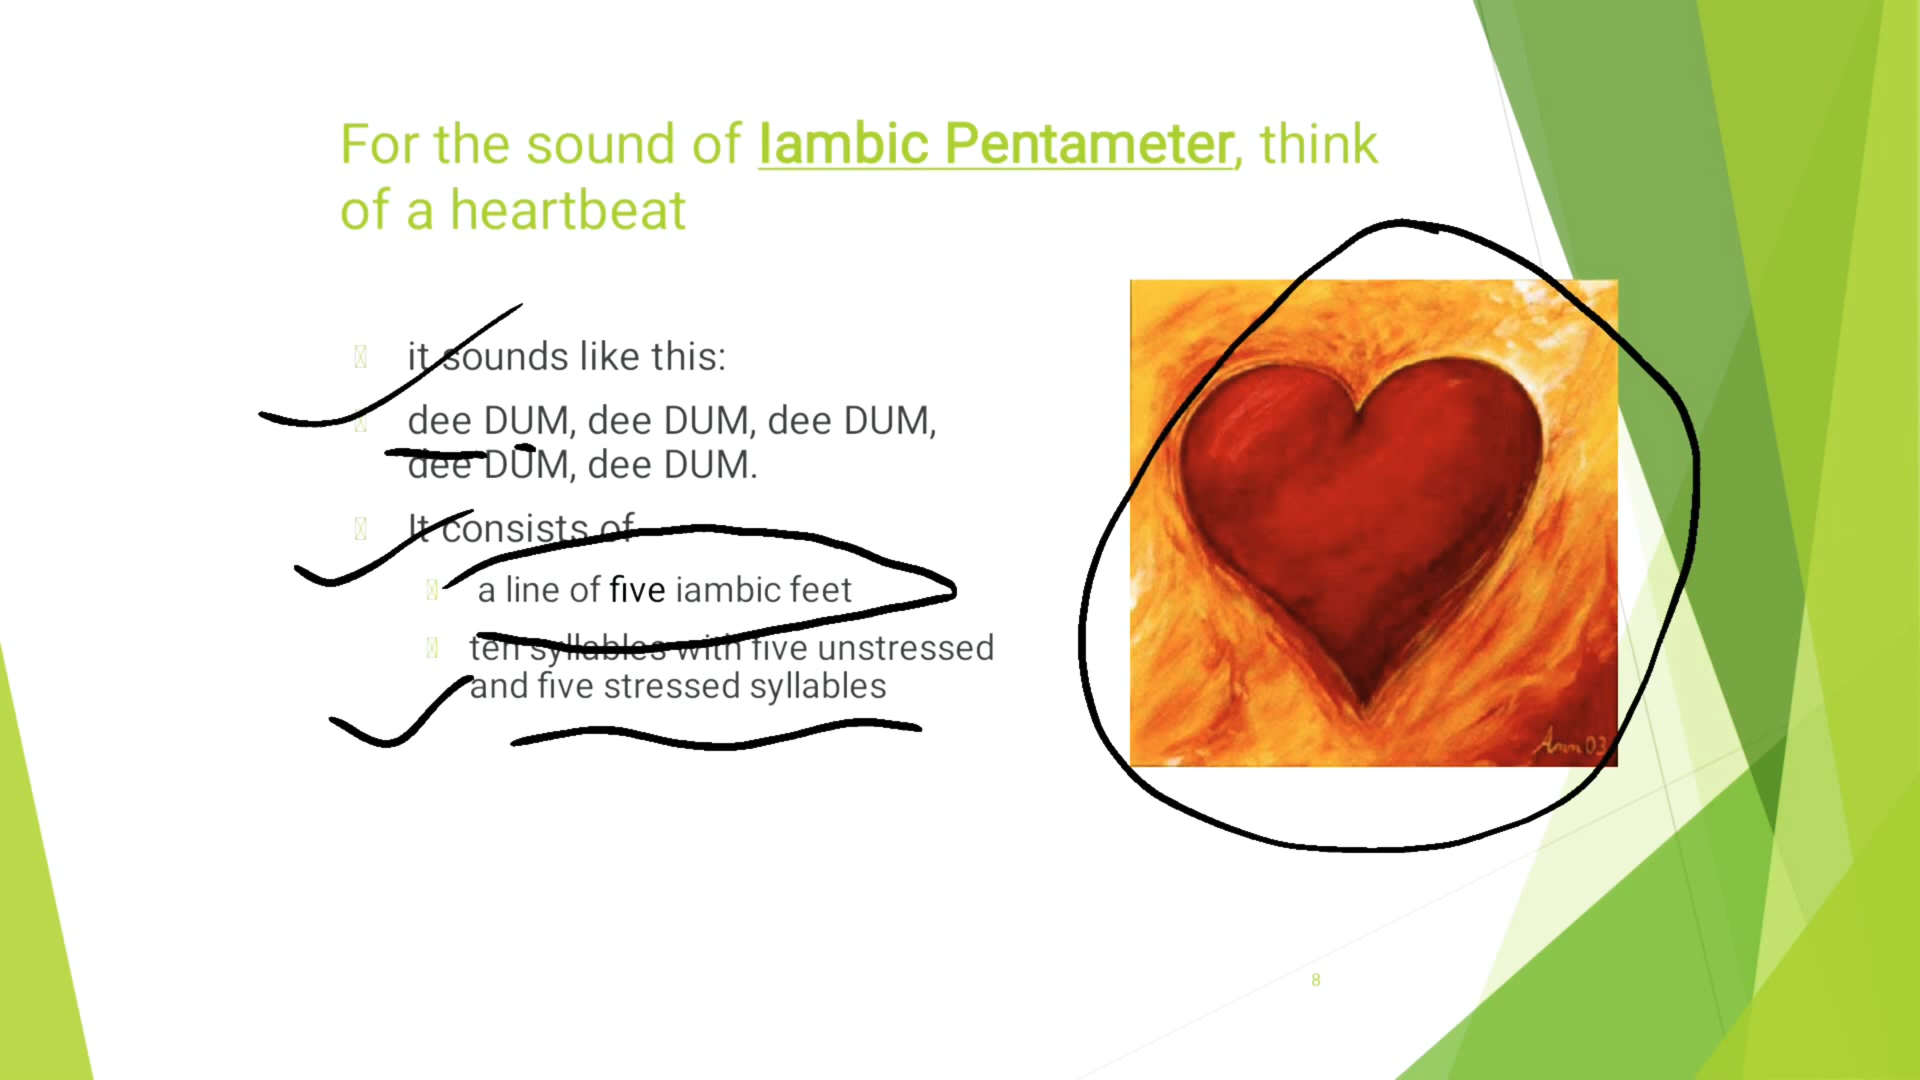 For the sound of Iambic Pentameter, think
of a heartbeat
it sounds like this:
dee DUM, dee DUM, dee DUM,
dee DUM, dee DUM.
It consists of
a line of five iambic feet
ten syllables with five unstressed
and five stressed syllables
Ann 03
8